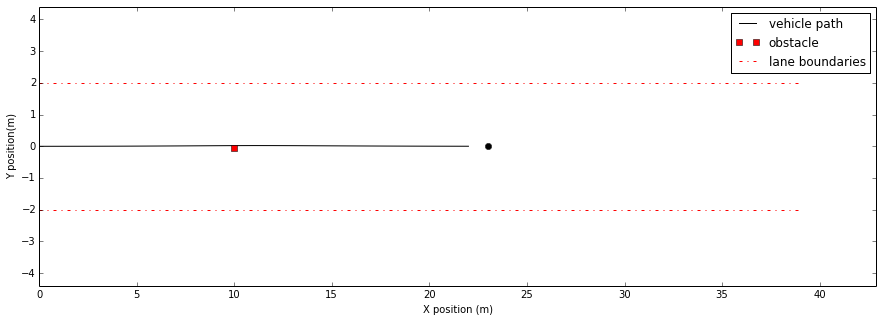 4
3
2
1
0
−1
−2
−3
−4
Y position(m)
vehicle path
obstacle
lane boundaries
0 5 10 15 20 25 30 35 40
X position (m)